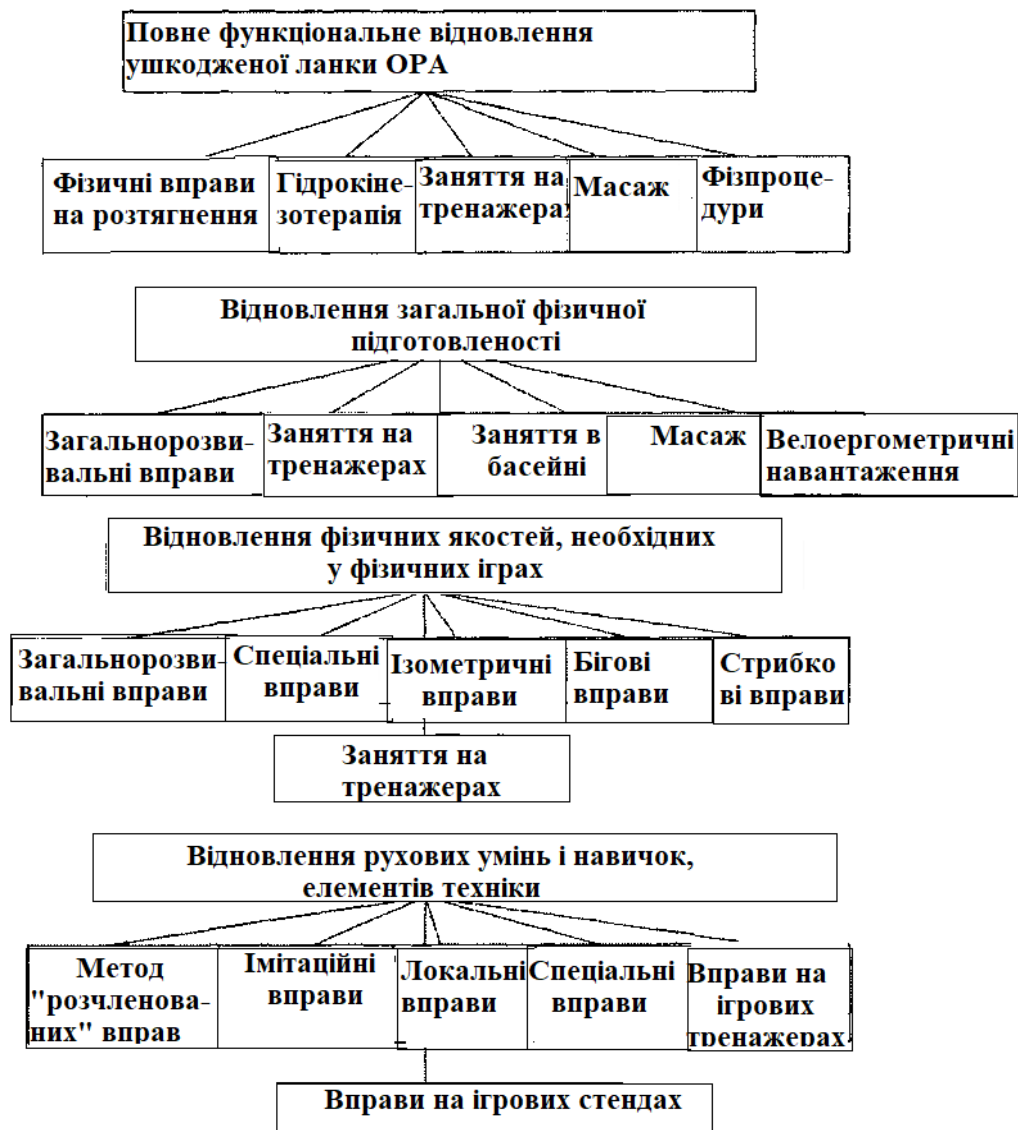 Повне функціональне відновлення
ушкодженої ланки ОРА
Фізичні вправи
на розтягнення
Гідрокіне-
зотерапія
Заняття на
тренажерах
Масаж
Фізпроце-
дури
Відновлення загальної фізичної
підготовленості
Загальнорозви-
вальні вправи
Заняття на
тренажерах
Заняття в
басейні
Масаж
Велоергометричні
навантаження
Відновлення фізичних якостей, необхідних
у фізичних іграх
Загальнорозви-
вальні вправи
Спеціальні
вправи
Ізометричні
вправи
Бігові
вправи
Стрибко
ві вправи
Заняття на
тренажерах
Відновлення рухових умінь і навичок,
елементів техніки
Метод
"розчленова-
них" вправ
Імітаційні
вправи
Локальні
вправи
Спеціальні
вправи
Вправи на
ігрових
тренажерах
Вправи на ігрових стендах